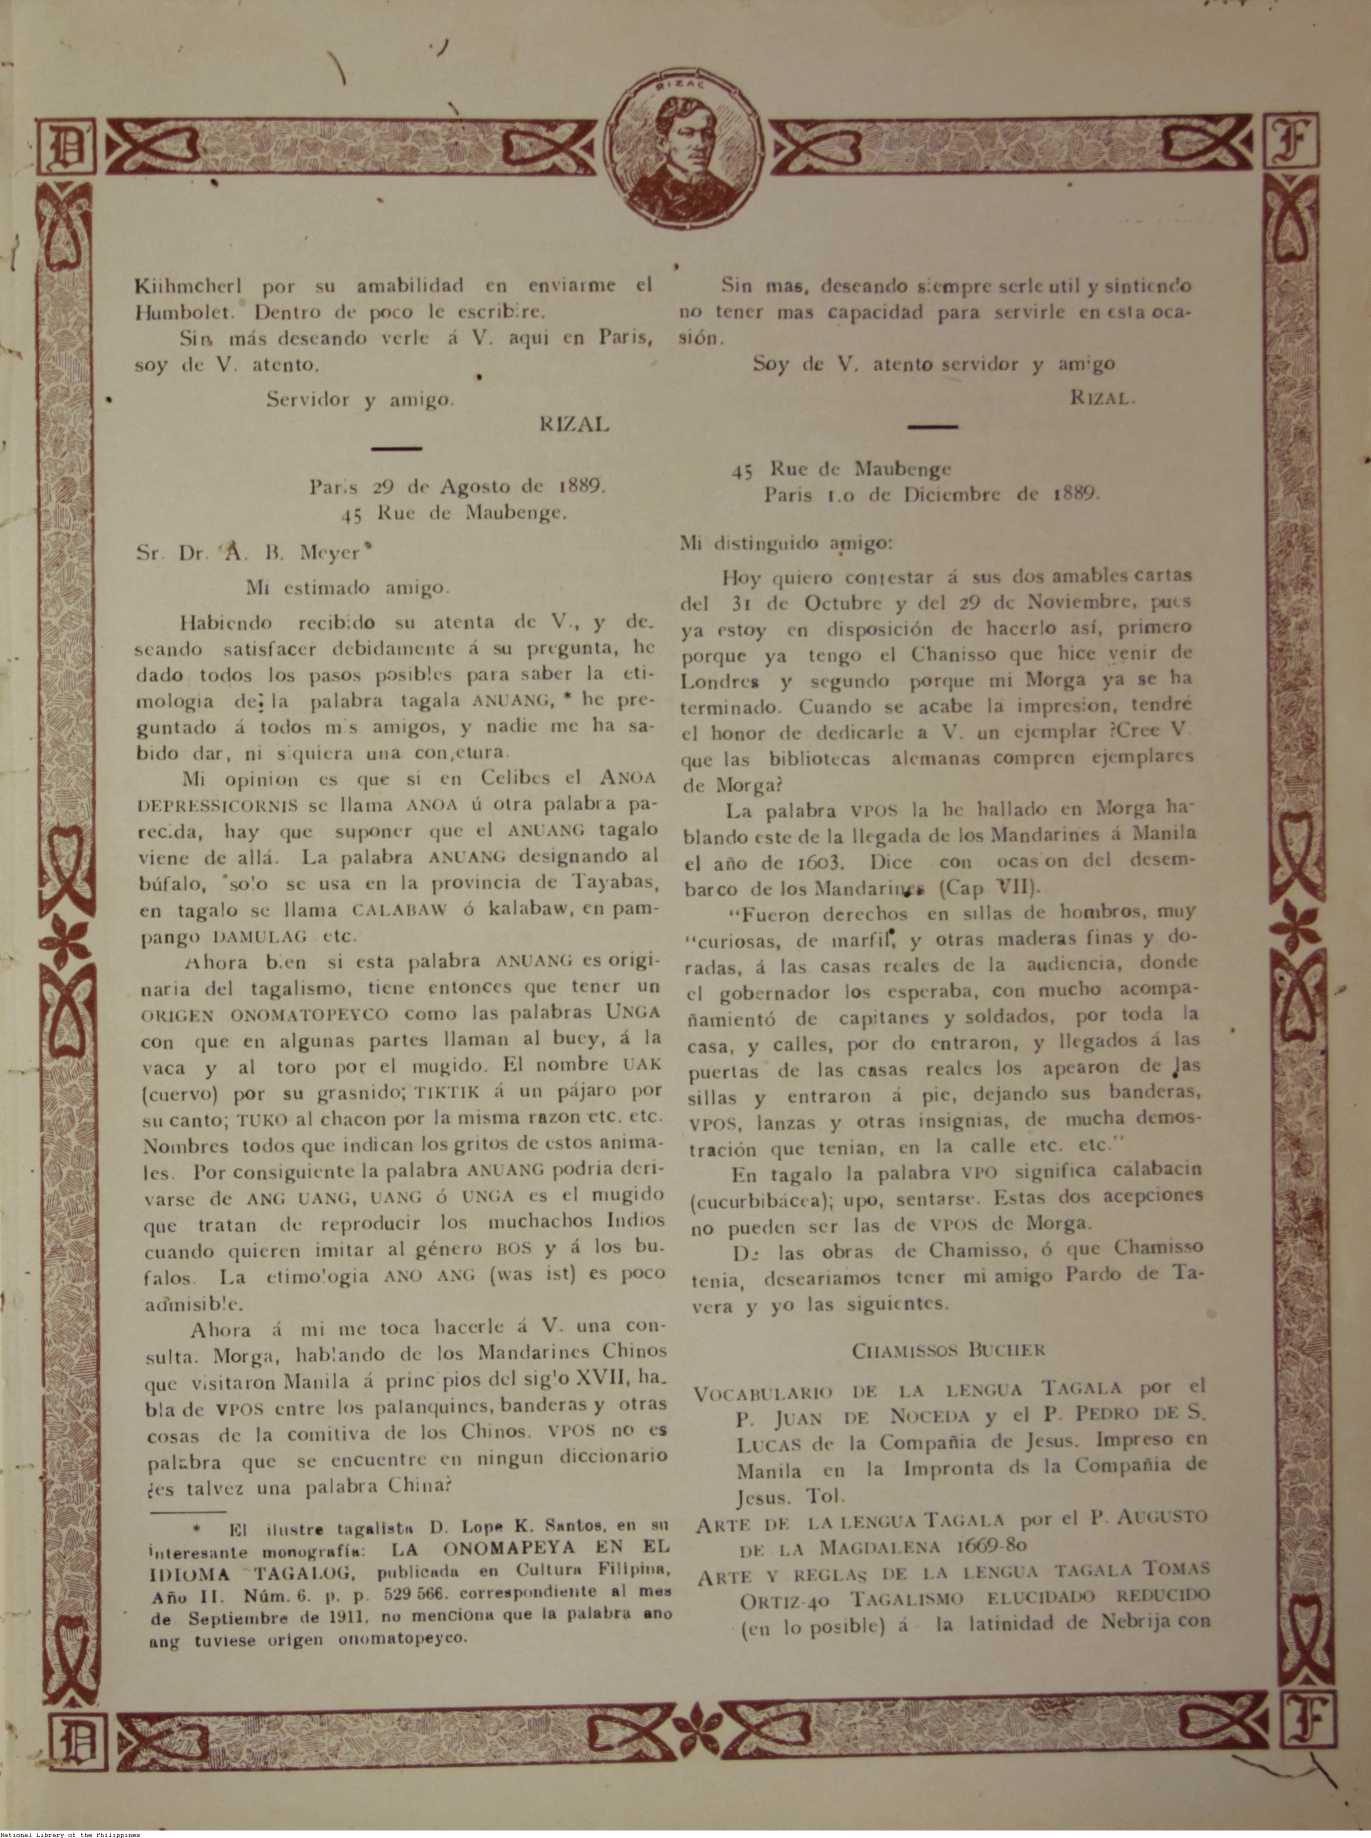 RIZAL
D
F
Kiihmcherl por su amabilidad en enviarme el
Humbolet. Dentro de poco le escribire.
Sin más deseando verle á V. aqui en Paris,
soy de V. atento.
Servidor y amigo.
RIZAL
Paris 29 de Agosto de 1889.
45 Rue de Maubenge.
Sr. Dr. A. B. Meyer
Mi estimado amigo.
Habiendo recibido su atenta de V., y de-
seando satisfacer debidamente á su pregunta, he
dado todos los pasos posibles para saber la eti-
mologia de la palabra tagala ANUANG, * he pre-
guntado á todos mis amigos, y nadie me ha sa-
bido dar, ni siquiera una conjetura.
Mi opinion es que si en Celibes el ANOA
DEPRESSICORNIS se llama ANOA ú otra palabra pa-
recida, hay que suponer que el ANUANG tagalo
viene de allá. La palabra ANUANG designando al
búfalo, solo se usa en la provincia de Tayabas,
en tagalo se llama CALABAW ó kalabaw, en pam-
pango DAMULAG etc.
Ahora bien si esta palabra ANUANG es origi-
naria del tagalismo, tiene entonces que tener un
ORIGEN ONOMATOPEYCO como las palabras UNGA
con que en algunas partes llaman al buey, á la
vaca y al toro por el mugido. El nombre UAK
(cuervo) por su grasnido; TIKTIK á un pájaro por
su canto; TUKO al chacon por la misma razon etc. etc.
Nombres todos que indican los gritos de estos anima-
les. Por consiguiente la palabra ANUANG podria deri-
varse de ANG UANG, UANG ó UNGA es el mugido
que tratan de reproducir los muchachos Indios
cuando quieren imitar al género BOS y á los bu-
falos. La etimologia ANO ANG (was ist) es poco
admisible.
Ahora á mi me toca hacerle á V. una con-
sulta. Morga, hablando de los Mandarines Chinos
que visitaron Manila á principios del siglo XVII, ha-
bla de VPOS entre los palanquines, banderas y otras
cosas de la comitiva de los Chinos. VPOS no es
palabra que se encuentre en ningun diccionario
¿es talvez una palabra China?
* El ilustre tagalista D. Lope K. Santos, en su
interesante monografía: LA ONOMAPEYA EN EL
IDIOMA TAGALOG, publicada en Cultura Filipina,
Año II. Núm. 6. p. p. 529 566. correspondiente al mes
de Septiembre de 1911, no menciona que la palabra ano
ang tuviese origen onomatopeyco.
Sin mas, deseando siempre serle util y sintiendo
no tener mas capacidad para servirle en esta oca-
sión.
Soy de V. atento servidor y amigo
RIZAL.
45 Rue de Maubenge
Paris 1.o de Diciembre de 1889.
Mi distinguido amigo:
Hoy quiero contestar á sus dos amables cartas
del 31 de Octubre y del 29 de Noviembre, pues
ya estoy en disposición de hacerlo así, primero
porque ya tengo el Chanisso que hice venir de
Londres y segundo porque mi Morga ya se ha
terminado. Cuando se acabe la impresion, tendré
el honor de dedicarle a V. un ejemplar ?Cree V.
que las bibliotecas alemanas compren ejemplares
de Morga?
La palabra VPOS la he hallado en Morga ha-
blando este de la llegada de los Mandarines á Manila
el año de 1603. Dice con ocasion del desem-
barco de los Mandarines (Cap VII).
"Fueron derechos en sillas de hombros, muy
"curiosas, de marfil, y otras maderas finas y do-
radas, á las casas reales de la audiencia, donde
el gobernador los esperaba, con mucho acompa-
ñamientó de capitanes y soldados, por toda la
casa, y calles, por do entraron, y llegados á las
puertas de las casas reales los apearon de las
sillas y entraron á pie, dejando sus banderas,
VPOS, lanzas y otras insignias, de mucha demos-
tración que tenian, en la calle etc. etc."
En tagalo la palabra VPO significa calabacin
(cucurbibácea); upo, sentarse. Estas dos acepciones
no pueden ser las de VPOS de Morga.
De las obras de Chamisso, ó que Chamisso
tenia, deseariamos tener mi amigo Pardo de Ta-
vera y yo las siguientes.
CHAMISSOS BUCHER
VOCABULARIO DE LA LENGUA TAGALA por el
P. JUAN DE NOCEDA y el P. PEDRO DE S.
LUCAS de la Compañia de Jesus. Impreso en
Manila en la Impronta ds la Compañia de
Jesus. Tol.
ARTE DE LA LENGUA TAGALA por el P. AUGUSTO
DE LA MAGDALENA 1669-80
ARTE Y REGLAS DE LA LENGUA TAGALA TOMAS
ORTIZ-40 TAGALISMO ELUCIDADO REDUCIDO
(en lo posible) á la latinidad de Nebrija con
D
F
National Library of the Philippines